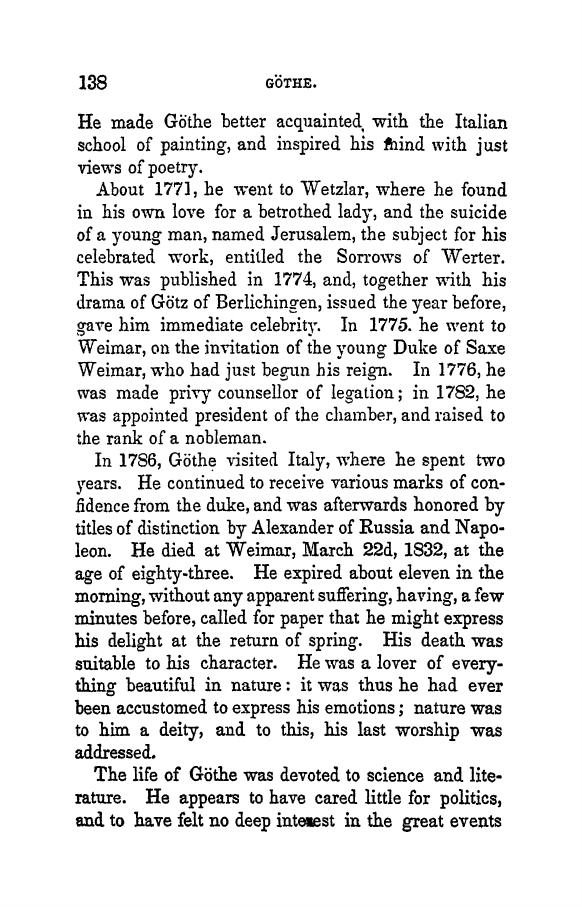 138 GÖTHE.
He made Göthe better acquainted, with the Italian
school of painting, and inspired his mind with just
views of poetry.
About 1771, he went to Wetzlar, where he found
in his own love for a betrothed lady, and the suicide
of a young man, named Jerusalem, the subject for his
celebrated work, entitled the Sorrows of Werter.
This was published in 1774, and, together with his
drama of Götz of Berlichingen, issued the year before,
gave him immediate celebrity. In 1775. he went to
Weimar, on the invitation of the young Duke of Saxe
Weimar, who had just begun his reign. In 1776, he
was made privy counsellor of legation; in 1782, he
was appointed president of the chamber, and raised to
the rank of a nobleman.
In 1786, Göthe visited Italy, where he spent two
years. He continued to receive various marks of con-
fidence from the duke, and was afterwards honored by
titles of distinction by Alexander of Russia and Napo-
leon. He died at Weimar, March 22d, 1832, at the
age of eighty-three. He expired about eleven in the
morning, without any apparent suffering, having, a few
minutes before, called for paper that he might express
his delight at the return of spring. His death was
suitable to his character. He was a lover of every-
thing beautiful in nature: it was thus he had ever
been accustomed to express his emotions; nature was
to him a deity, and to this, his last worship was
addressed.
The life of Göthe was devoted to science and lite-
rature. He appears to have cared little for politics,
and to have felt no deep interest in the great events